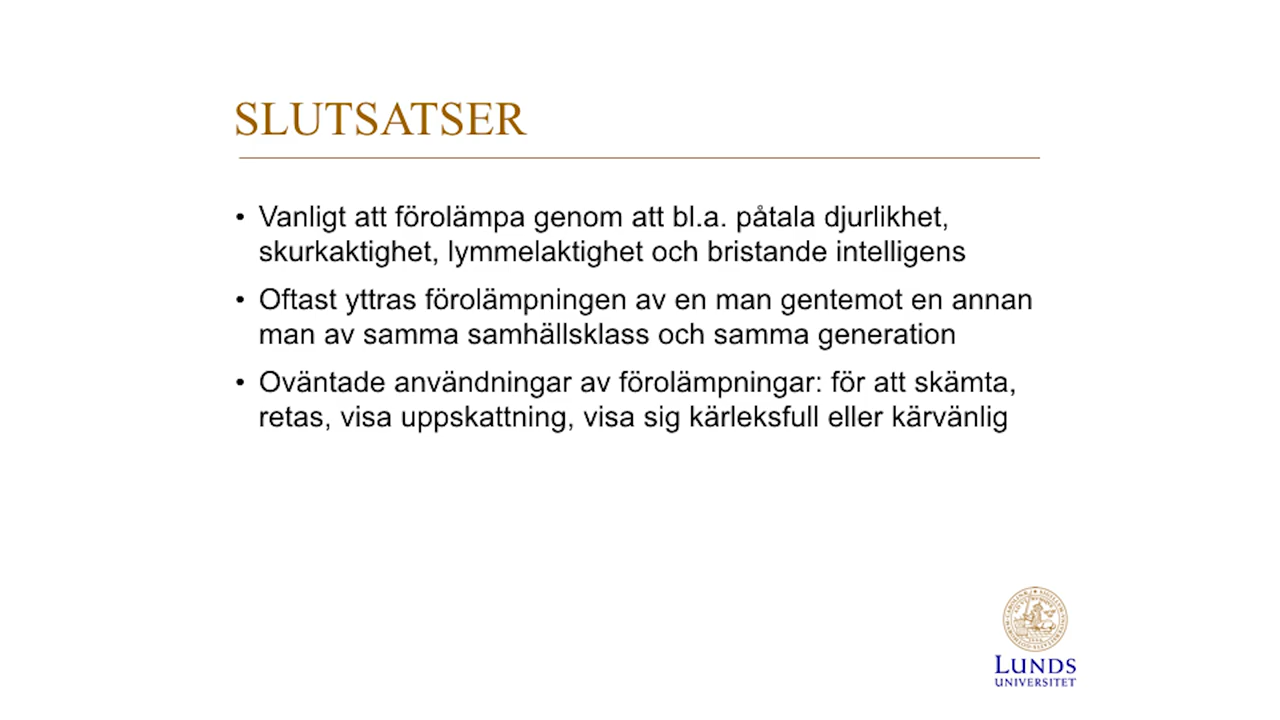 SLUTSATSER
• Vanligt att förolämpa genom att bl.a. påtala djurlikhet,
skurkaktighet, lymmelaktighet och bristande intelligens
• Oftast yttras förolämpningen av en man gentemot en annan
man av samma samhällsklass och samma generation
• Oväntade användningar av förolämpningar: för att skämta,
retas, visa uppskattning, visa sig kärleksfull eller kärvänlig
LUNDS
UNIVERSITET